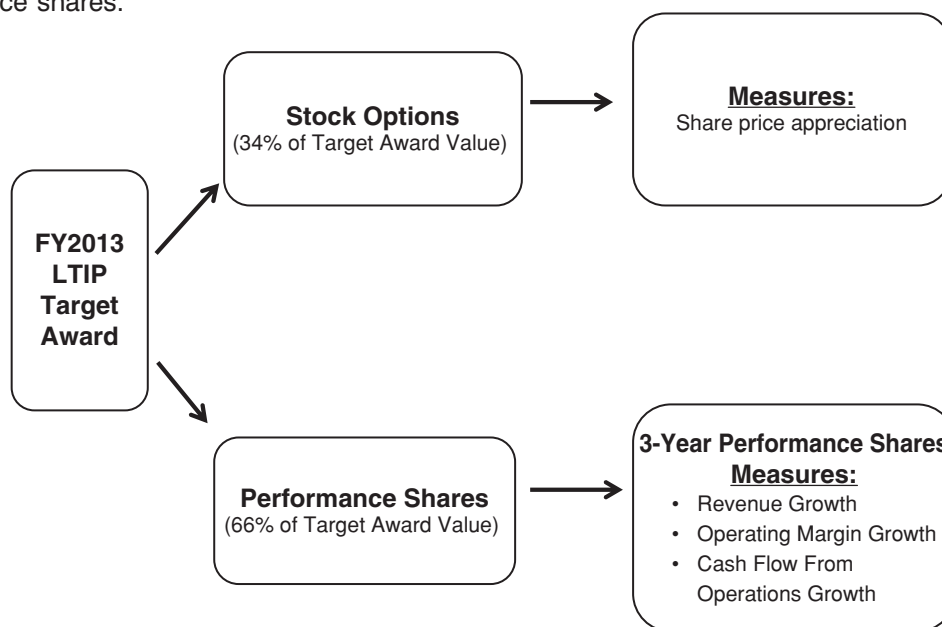 ce shares.
Stock Options
(34% of Target Award Value)
Measures:
Share price appreciation
FY2013
LTIP
Target
Award
Performance Shares
(66% of Target Award Value)
3-Year Performance Shares
Measures:
• Revenue Growth
• Operating Margin Growth
• Cash Flow From
Operations Growth